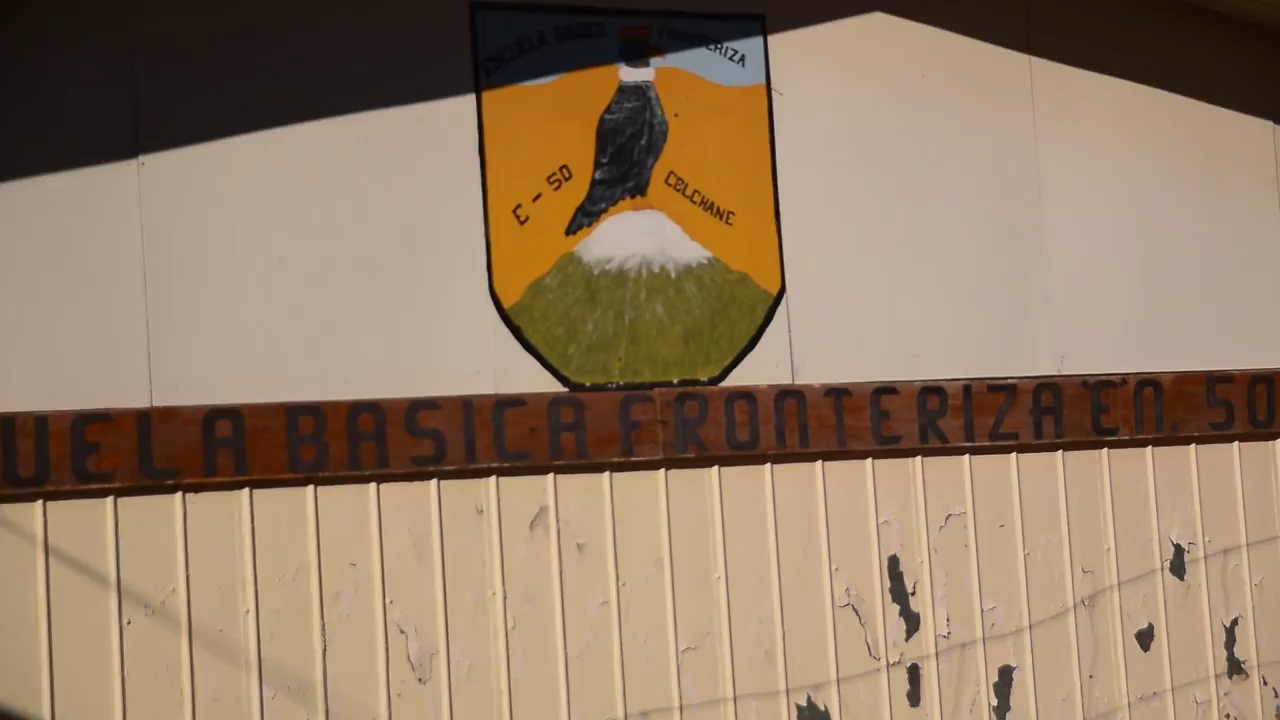 ESCUELA BASICA FRONTERIZA
E-50 COLCHANE
UELA BASICA FRONTERIZA "E"N. 50